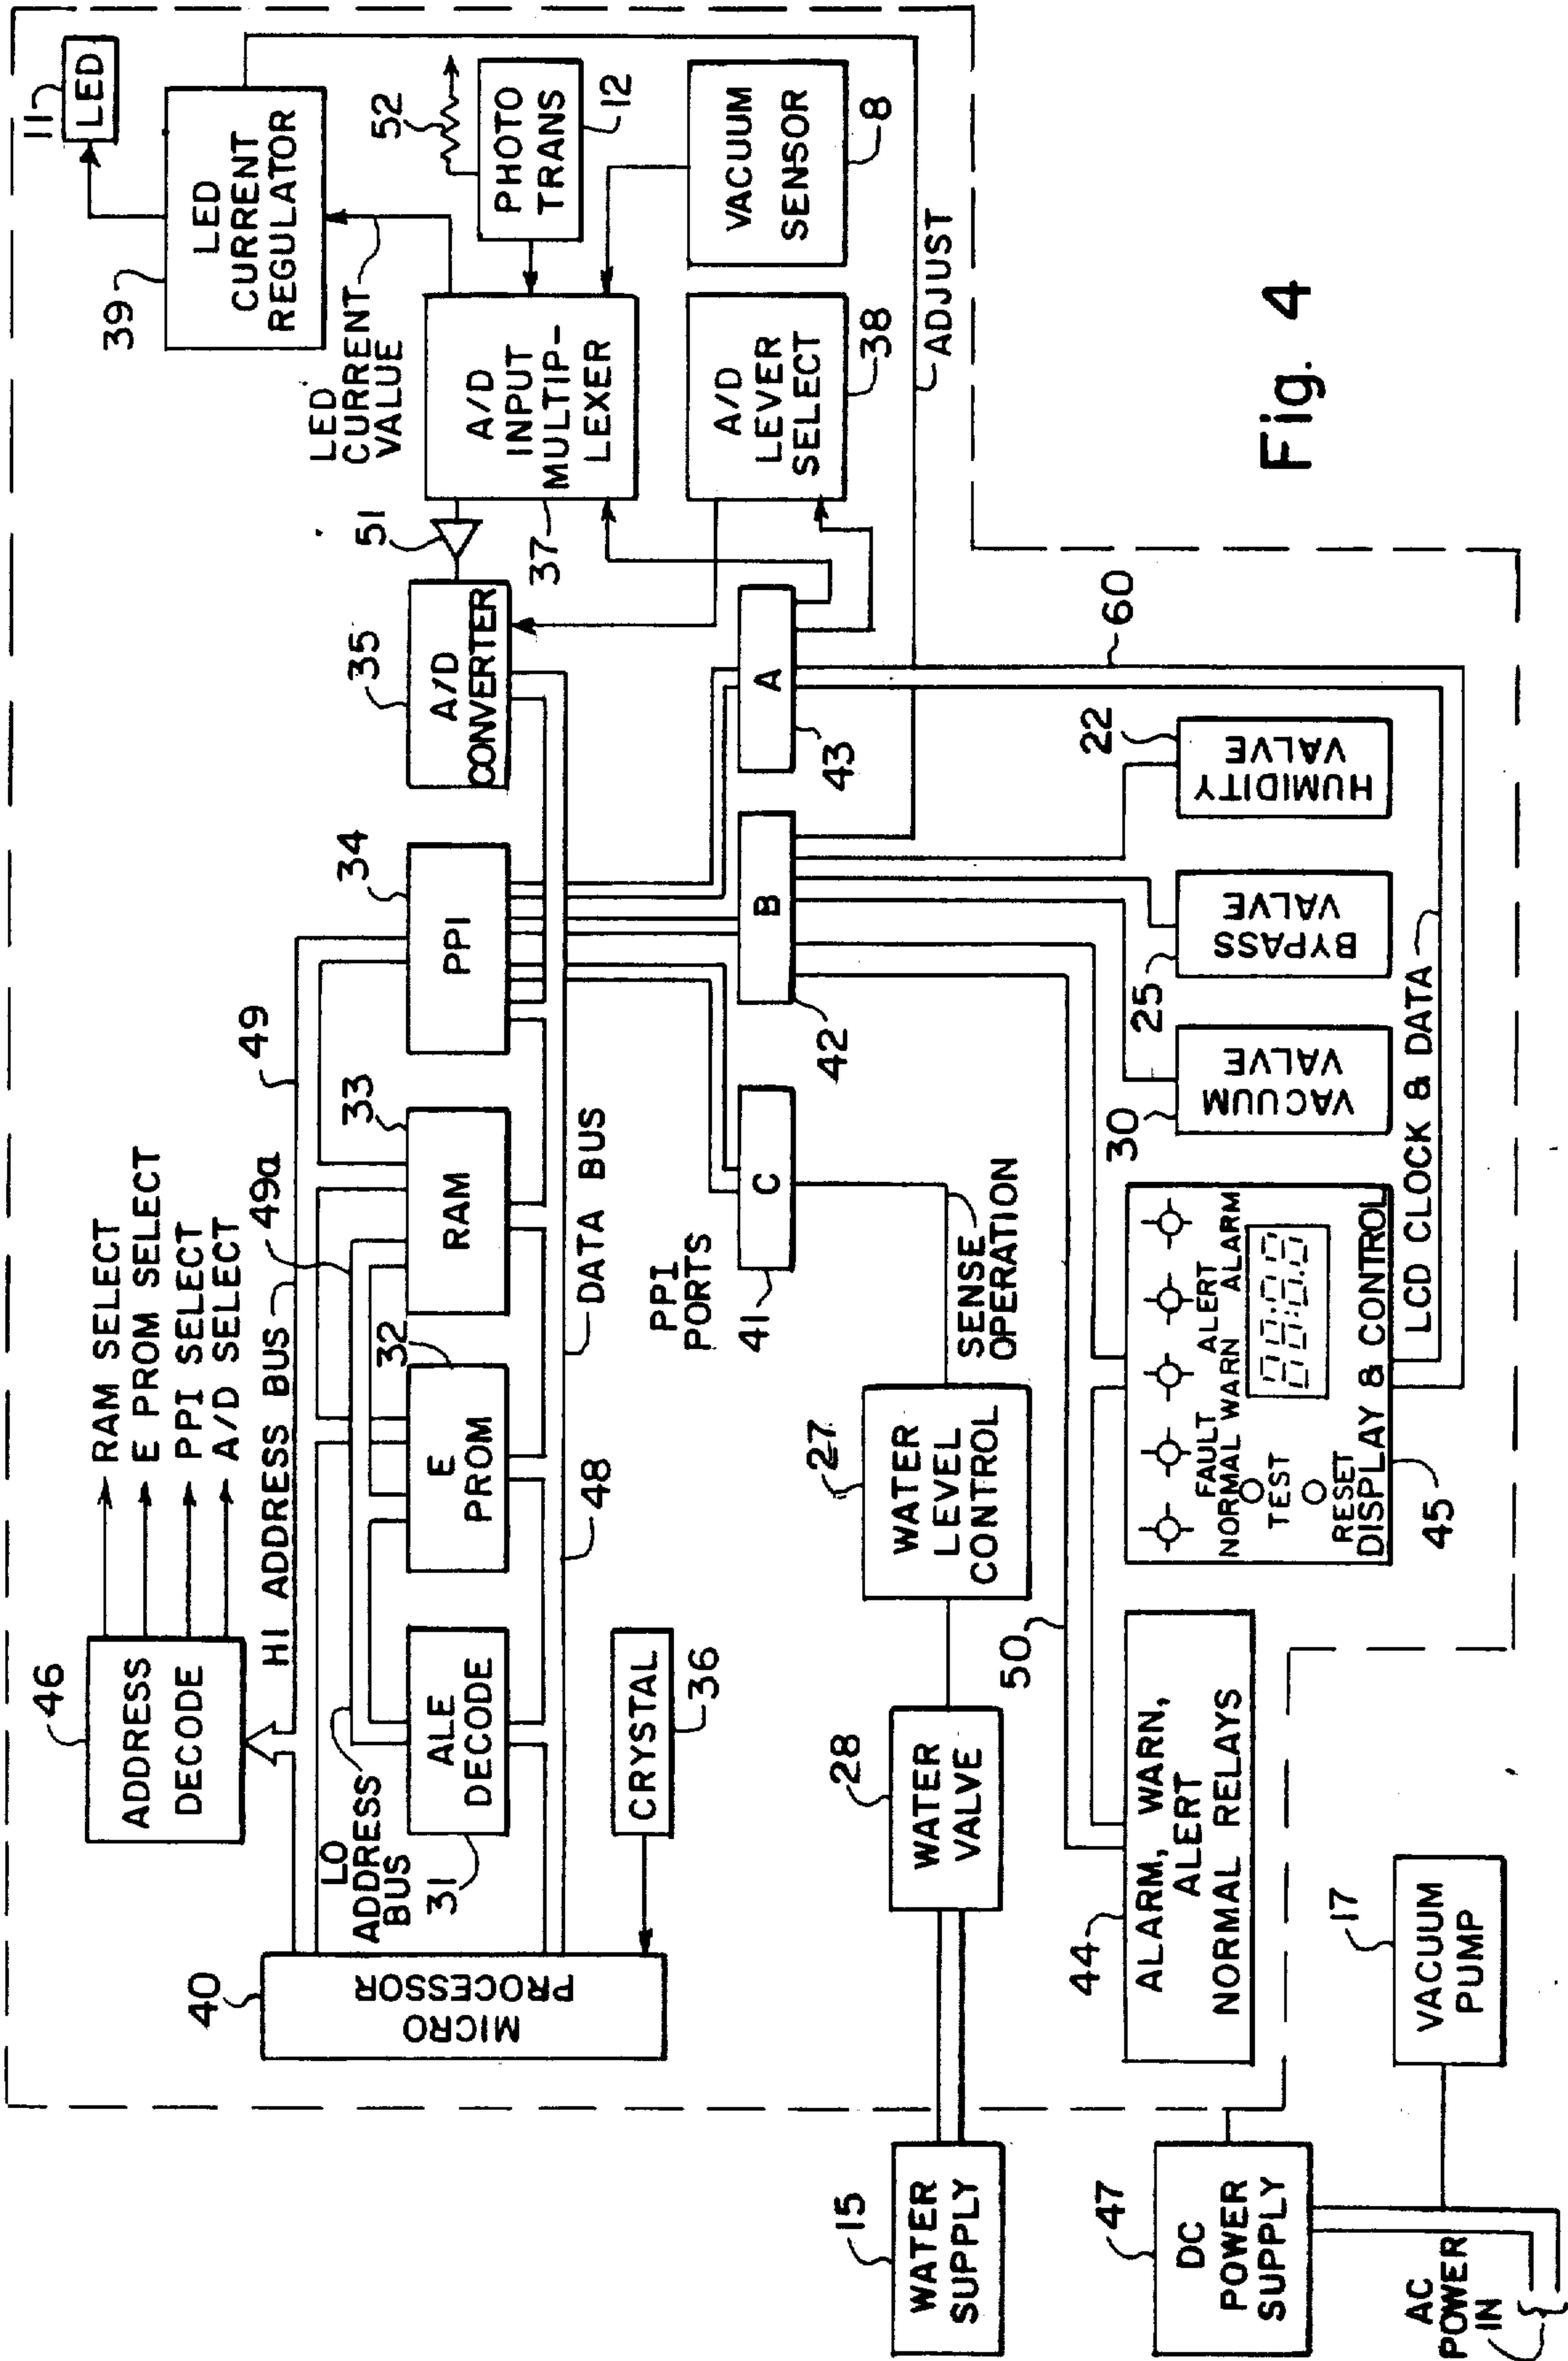 46
ADDRESS
DECODE
RAM SELECT
E PROM SELECT
PPI SELECT
A/D SELECT
HI ADDRESS BUS
49
49a
11
LED
39
LED
CURRENT
REGULATOR
LED
CURRENT
VALUE
52
PHOTO
TRANS
12
40
MICRO
PROCESSOR
LO
ADDRESS
BUS
31
ALE
DECODE
32
E
PROM
33
RAM
34
PPI
35
A/D
CONVERTER
51
37
A/D
INPUT
MULTIP-
LEXER
VACUUM
SENSOR
8
CRYSTAL
36
48
DATA BUS
PPI
PORTS
41
C
42
B
43
A
A/D
LEVER
SELECT
38
ADJUST
15
WATER
SUPPLY
28
WATER
VALVE
27
WATER
LEVEL
CONTROL
SENSE
OPERATION
50
44
ALARM, WARN,
ALERT
NORMAL RELAYS
FAULT
ALERT
NORMAL
WARN
ALARM
TEST
RESET
00:0.0
DISPLAY & CONTROL
45
30
VACUUM
VALVE
25
BYPASS
VALVE
22
HUMIDITY
VALVE
60
LCD CLOCK & DATA
47
DC
POWER
SUPPLY
17
VACUUM
PUMP
AC
POWER
IN
Fig. 4